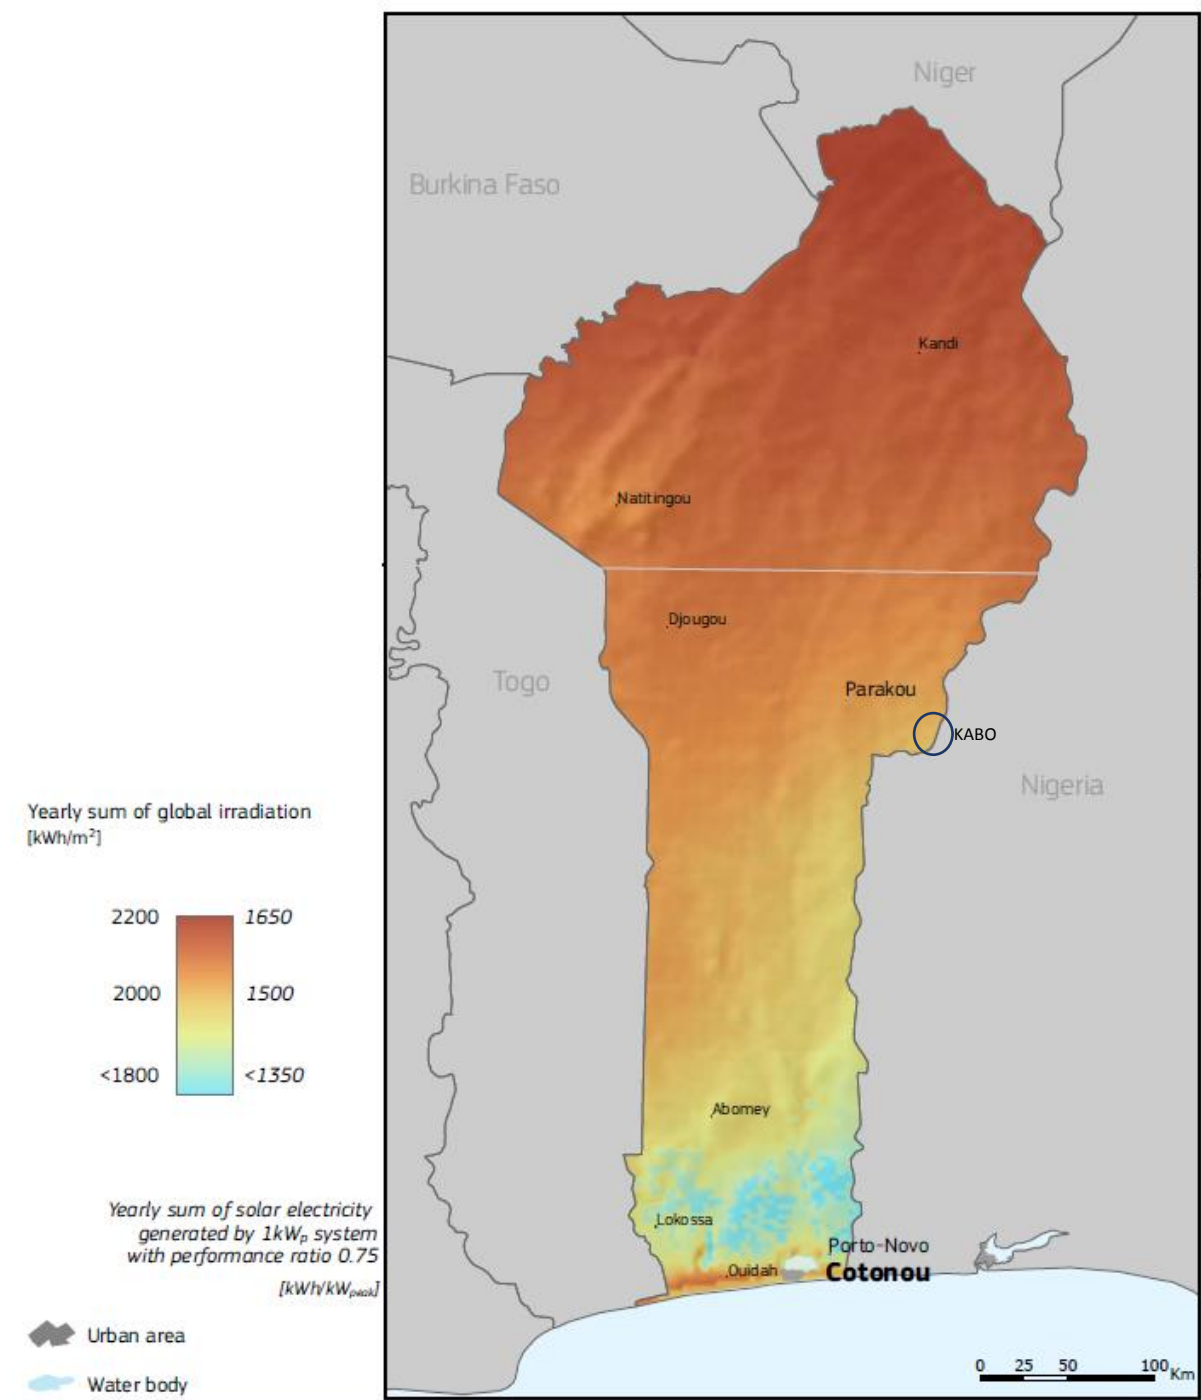 Niger
Burkina Faso
Kandi
Natitingou
Djougou
Togo
Parakou
KABO
Nigeria
Yearly sum of global irradiation
[kWh/m²]
2200 1650
2000 1500
<1800 <1350
Abomey
Yearly sum of solar electricity
generated by 1kWₚ system
with performance ratio 0.75
[kWh/kWₚₑₐₖ]
Lokossa
Porto-Novo
Ouidah
Cotonou
Urban area
Water body
0 25 50 100 Km